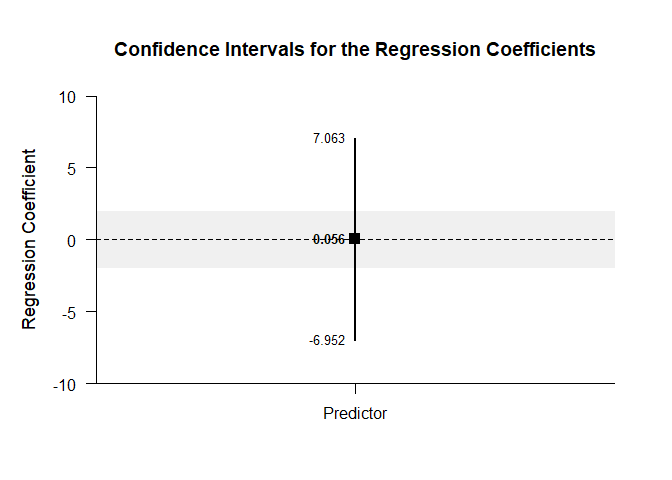 Confidence Intervals for the Regression Coefficients
Regression Coefficient
10
5
0
-5
-10
7.063
0.056
-6.952
Predictor